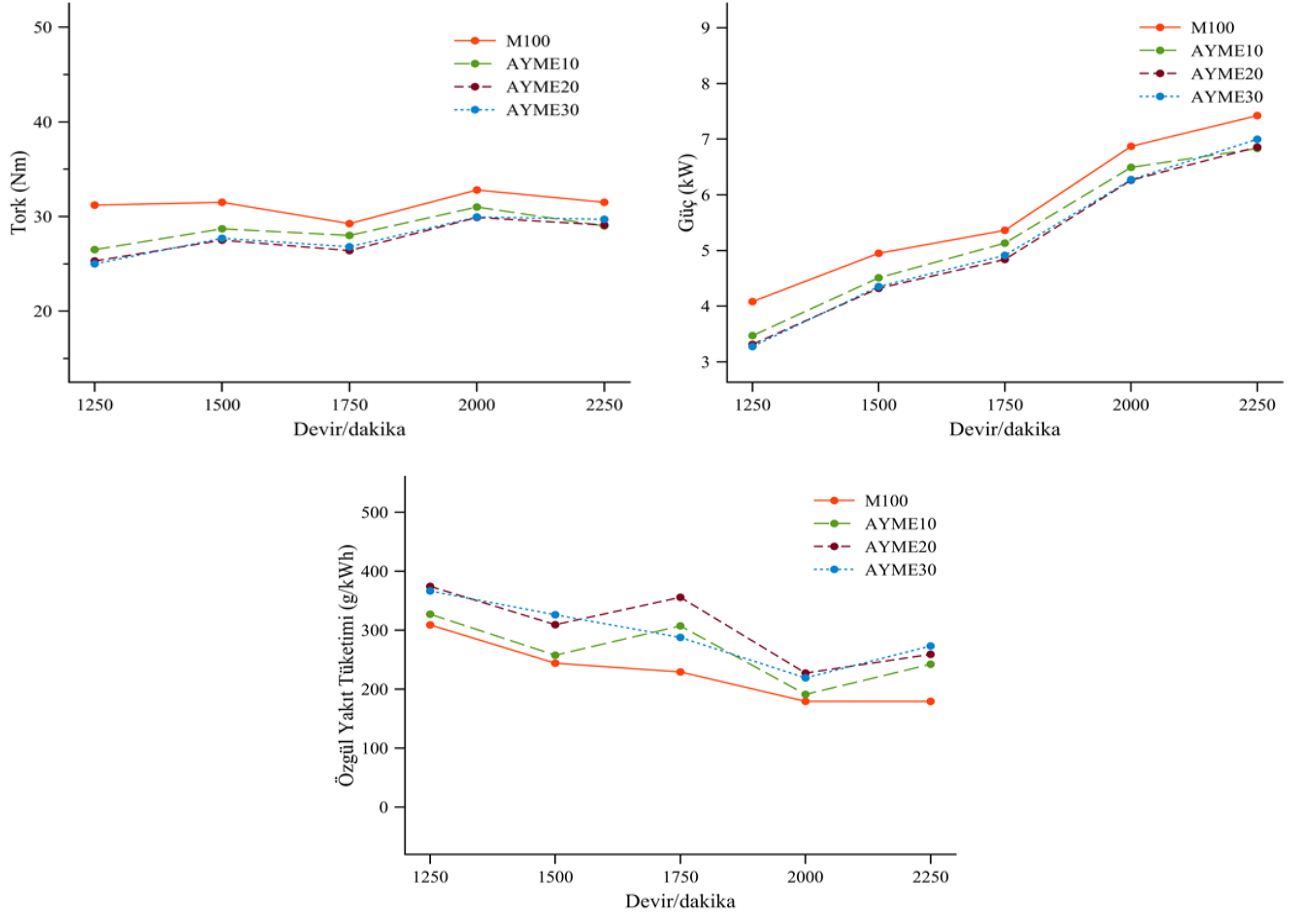 Tork (Nm)
50
40
30
20
M100
AYME10
AYME20
AYME30
1250 1500 1750 2000 2250
Devir/dakika
Güç (kW)
9
8
7
6
5
4
3
M100
AYME10
AYME20
AYME30
1250 1500 1750 2000 2250
Devir/dakika
Özgül Yakıt Tüketimi (g/kWh)
500
400
300
200
100
0
M100
AYME10
AYME20
AYME30
1250 1500 1750 2000 2250
Devir/dakika